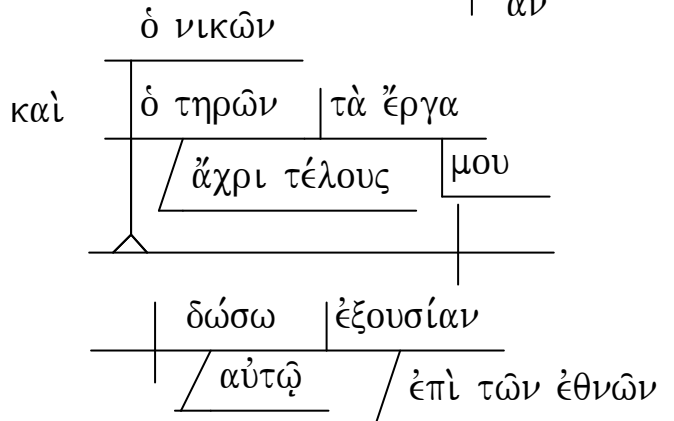 ὁ νικῶν
καὶ ὁ τηρῶν τὰ ἔργα
ἄχρι τέλους μου
δώσω ἐξουσίαν
αὐτῷ ἐπὶ τῶν ἐθνῶν